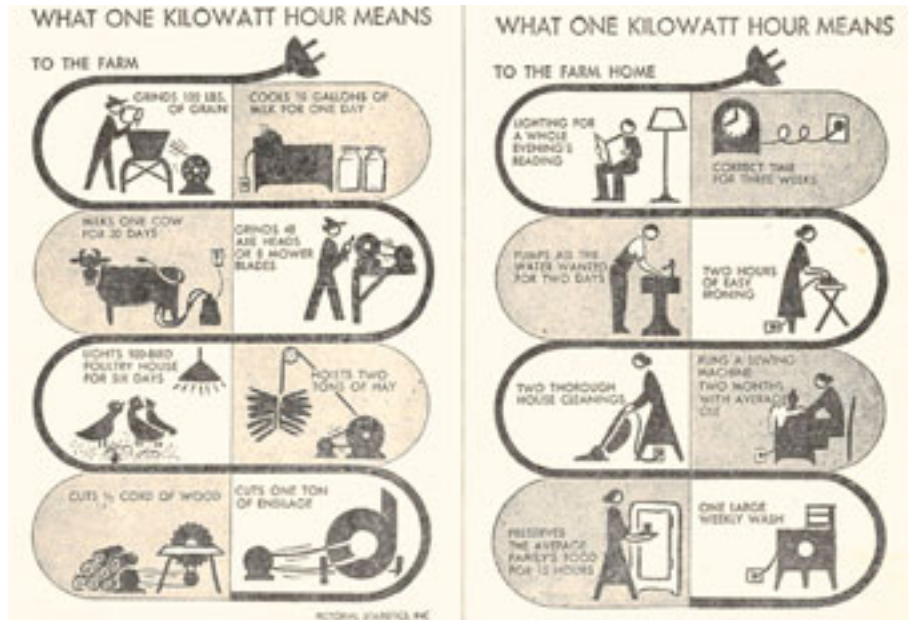 WHAT ONE KILOWATT HOUR MEANS
TO THE FARM
GRINDS 100 LBS.
OF GRAIN
COOLS 10 GALLONS OF
MILK FOR ONE DAY
MILKS ONE COW
FOR 20 DAYS
GRINDS 48
AXE HEADS
OR 8 MOWER
BLADES
LIGHTS 100-BIRD
POULTRY HOUSE
FOR SIX DAYS
HOISTS TWO
TONS OF HAY
CUTS CORD OF WOOD
CUTS ONE TON
OF ENSILAGE
PICTORIAL STATISTICS, INC.
WHAT ONE KILOWATT HOUR MEANS
TO THE FARM HOME
LIGHTING FOR
A WHOLE
EVENING'S
READING
CORRECT TIME
FOR THREE WEEKS
PUMPS ALL THE
WATER WANTED
FOR TWO DAYS
TWO HOURS
OF EASY
IRONING
TWO THOROUGH
HOUSE CLEANINGS
RUNS A SEWING
MACHINE
TWO MONTHS
WITH AVERAGE
USE
PRESERVES
THE AVERAGE
FAMILY'S FOOD
FOR 15 HOURS
ONE LARGE
WEEKLY WASH